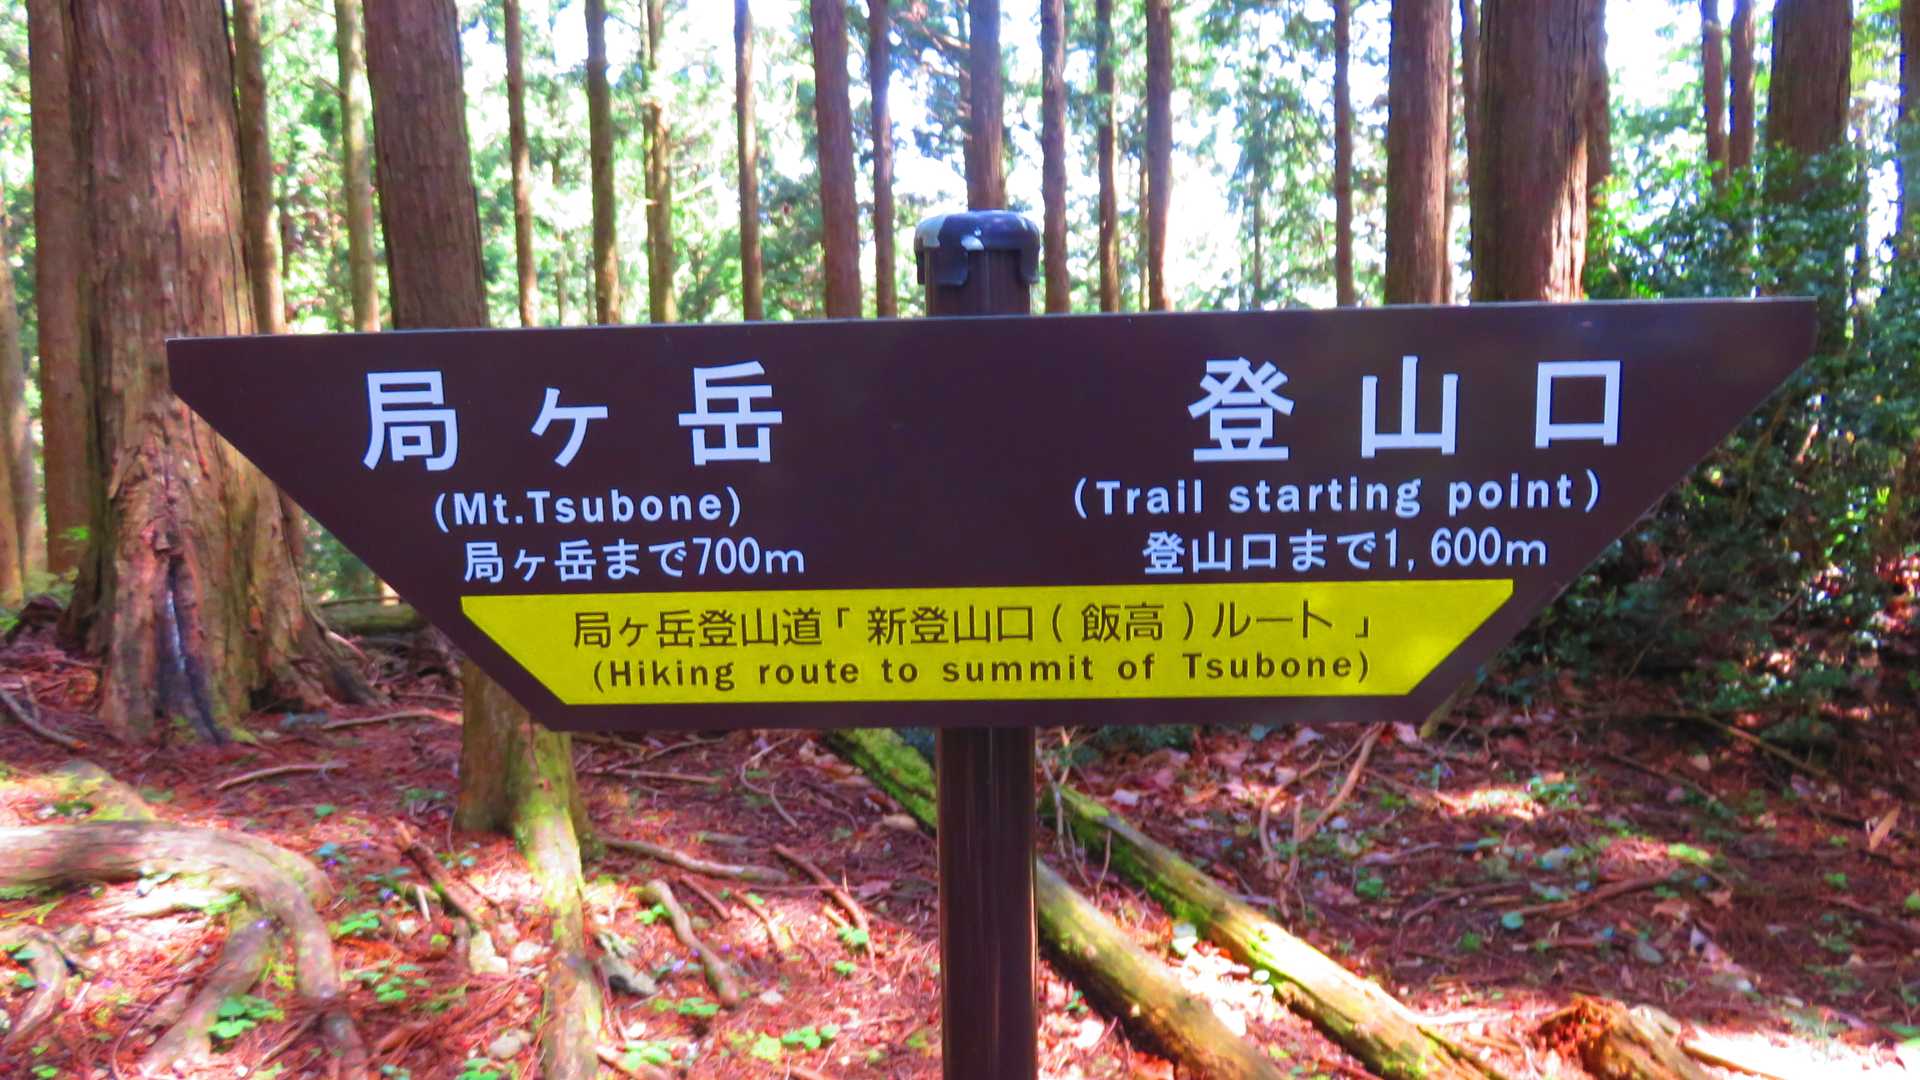 局ヶ岳
(Mt.Tsubone)
局ヶ岳まで700m
登山口
(Trail starting point)
登山口まで1,600m
局ヶ岳登山道「新登山口(飯高)ルート」
(Hiking route to summit of Tsubone)